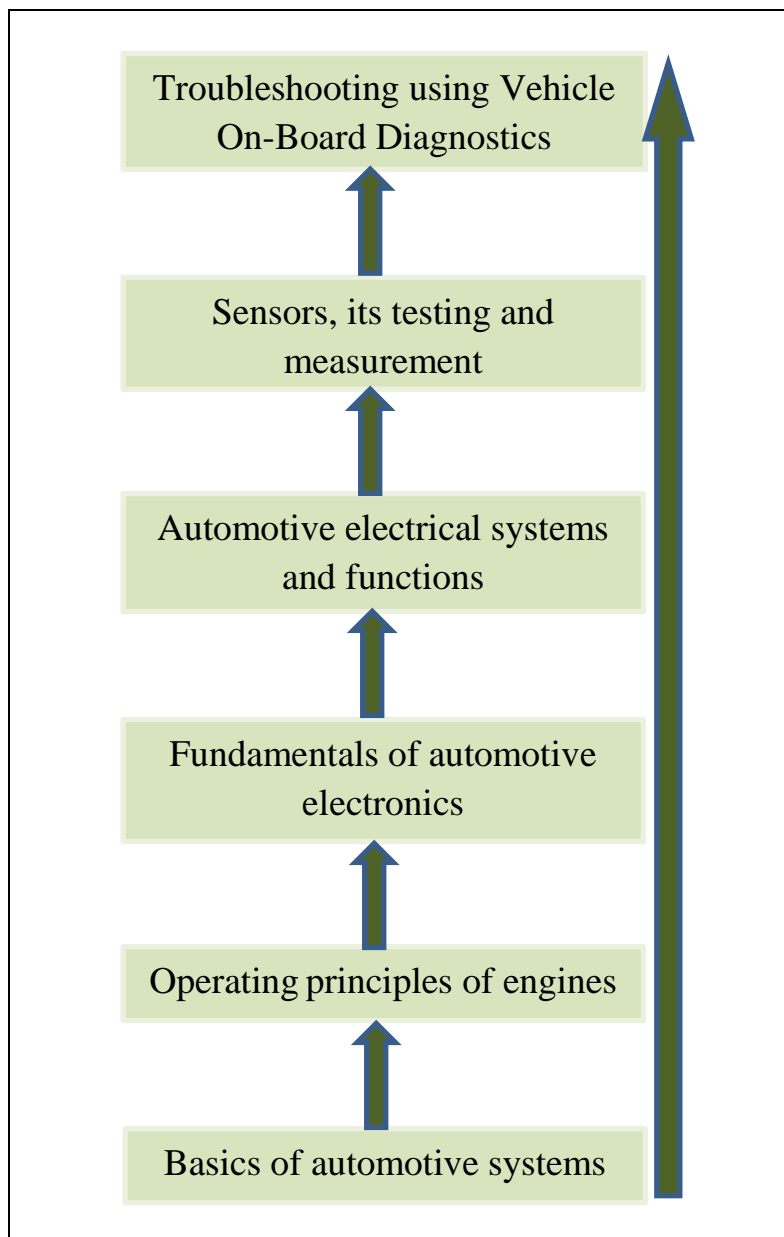 Troubleshooting using Vehicle
On-Board Diagnostics
Sensors, its testing and
measurement
Automotive electrical systems
and functions
Fundamentals of automotive
electronics
Operating principles of engines
Basics of automotive systems